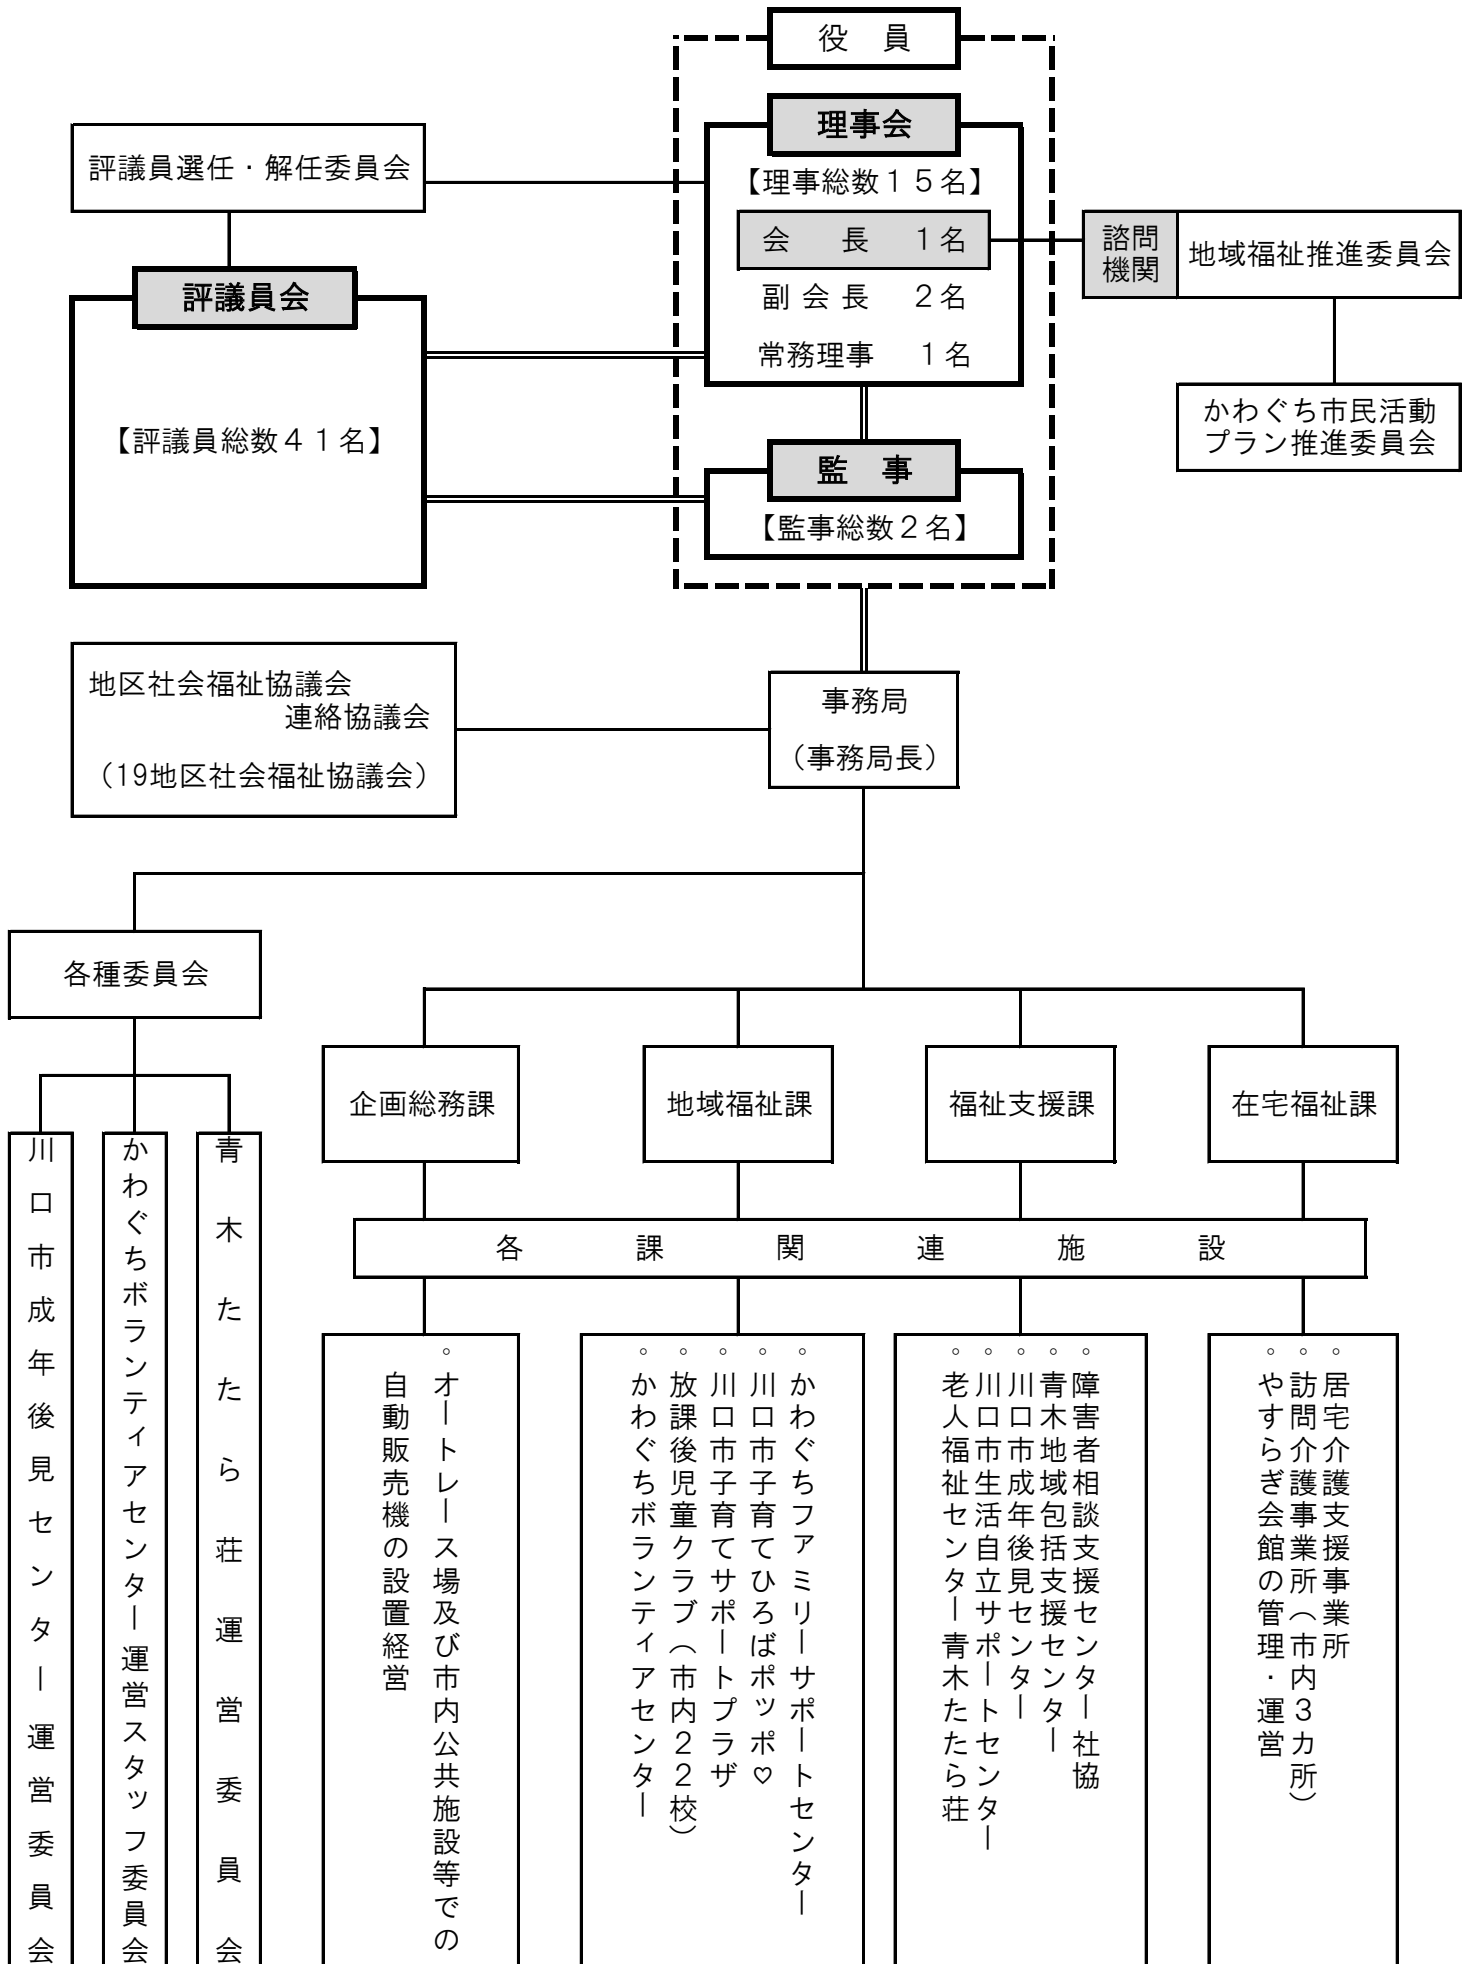 役　員
理事会
【理事総数１５名】
会　長　１名
副会長　２名
常務理事　１名
評議員選任・解任委員会
評議員会
【評議員総数４１名】
諮問
機関
地域福祉推進委員会
かわぐち市民活動
プラン推進委員会
監　事
【監事総数２名】
地区社会福祉協議会
連絡協議会
（19地区社会福祉協議会）
事務局
（事務局長）
各種委員会
企画総務課
地域福祉課
福祉支援課
在宅福祉課
各課関連施設
青木たたら荘運営委員会
かわぐちボランティアセンター運営スタッフ委員会
川口市成年後見センター運営委員会
。オートレース場及び市内公共施設等での
自動販売機の設置経営
。かわぐちファミリーサポートセンター
。川口市子育てひろばポッポ♡
。川口市子育てサポートプラザ
。放課後児童クラブ（市内２２校）
。かわぐちボランティアセンター
。障害者相談支援センター社協
。青木地域包括支援センター
。川口市成年後見センター
。川口市生活自立サポートセンター
。老人福祉センター青木たたら荘
。居宅介護支援事業所
。訪問介護事業所（市内３カ所）
。やすらぎ会館の管理・運営